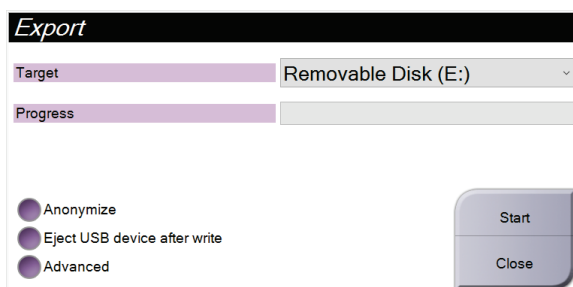 Export
Target
Removable Disk (E:)
Progress
Anonymize
Eject USB device after write
Advanced
Start
Close